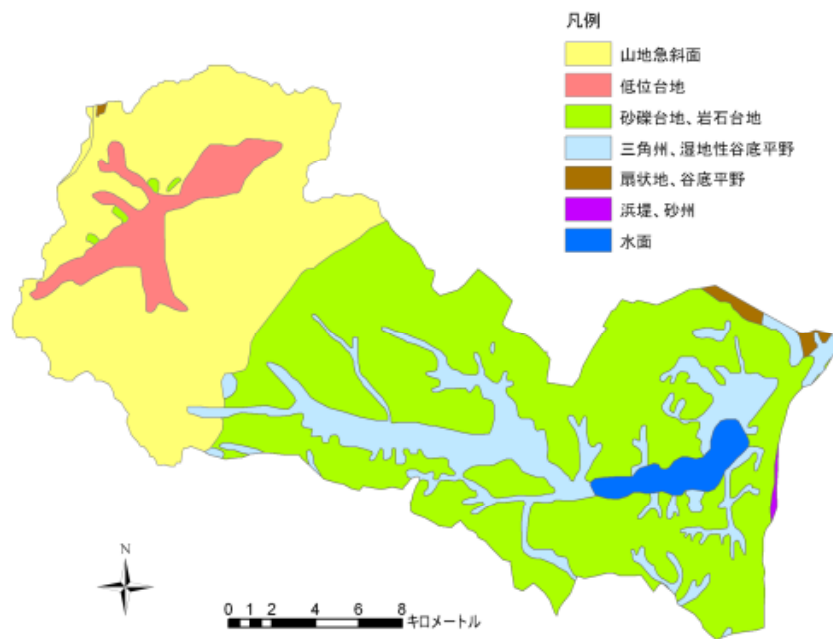 凡例
山地急斜面
低位台地
砂礫台地、岩石台地
三角州、湿地性谷底平野
扇状地、谷底平野
浜堤、砂州
水面
N
0 1 2 4 6 8
キロメートル